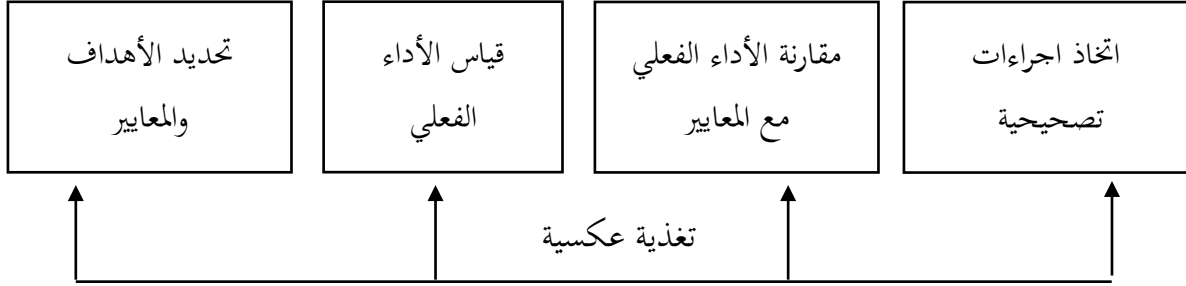 اتخاذ اجراءات
تصحيحية
مقارنة الأداء الفعلي
مع المعايير
قياس الأداء
الفعلي
تحديد الأهداف
والمعايير
تغذية عكسية